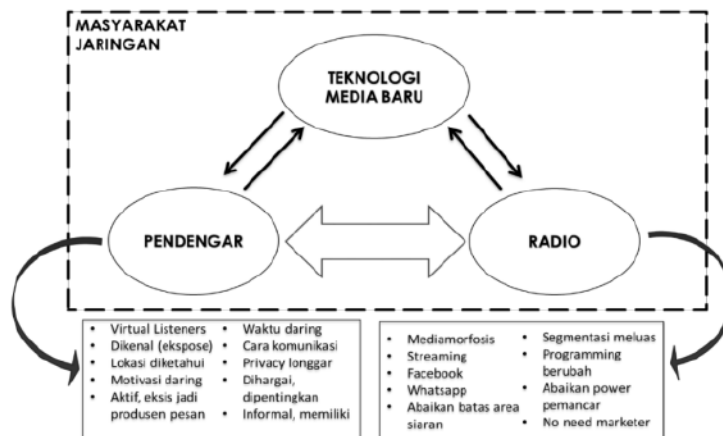 MASYARAKAT
JARINGAN
TEKNOLOGI
MEDIA BARU
PENDENGAR
RADIO
• Virtual Listeners
• Dikenal (ekspose)
• Lokasi diketahui
• Motivasi daring
• Aktif, eksis jadi
produsen pesan
• Waktu daring
• Cara komunikasi
• Privacy longgar
• Dihargai,
dipentingkan
• Informal, memiliki
• Mediamorfosis
• Streaming
• Facebook
• Whatsapp
• Abaikan batas area
siaran
• Segmentasi meluas
• Programming
berubah
• Abaikan power
pemancar
• No need marketer